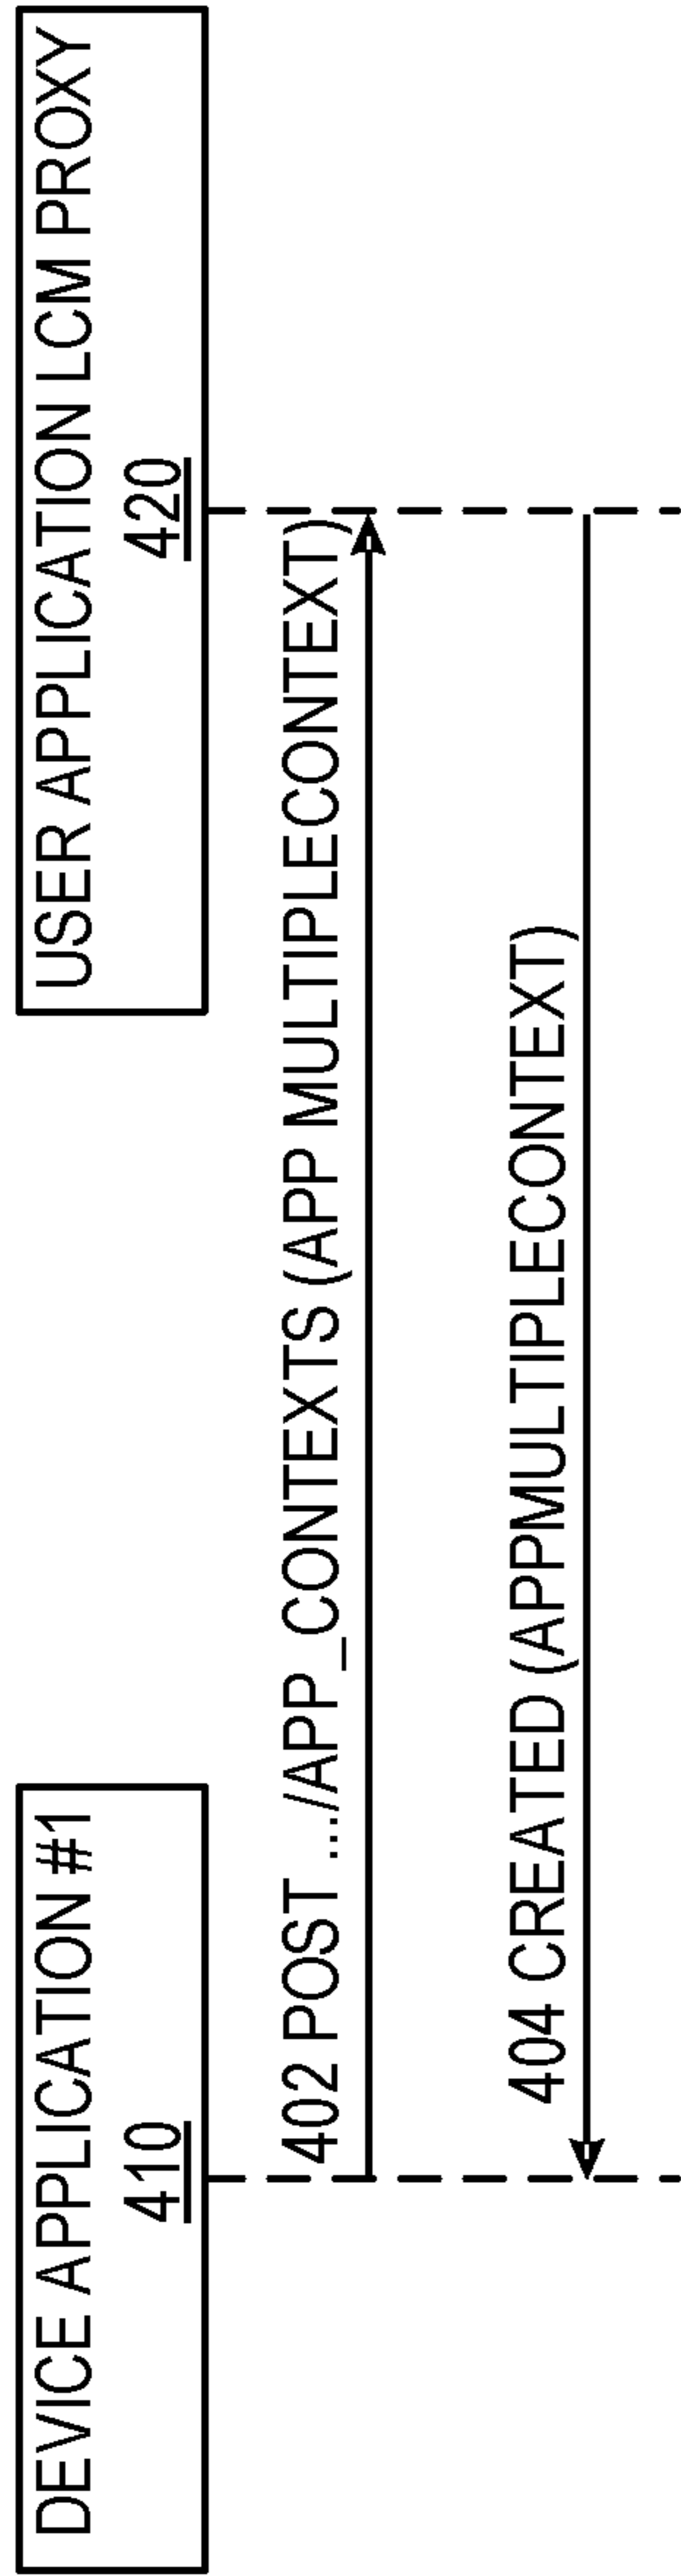 DEVICE APPLICATION #1
410
USER APPLICATION LCM PROXY
420
402 POST .../APP_CONTEXTS (APP MULTIPLECONTEXT)
404 CREATED (APPMULTIPLECONTEXT)